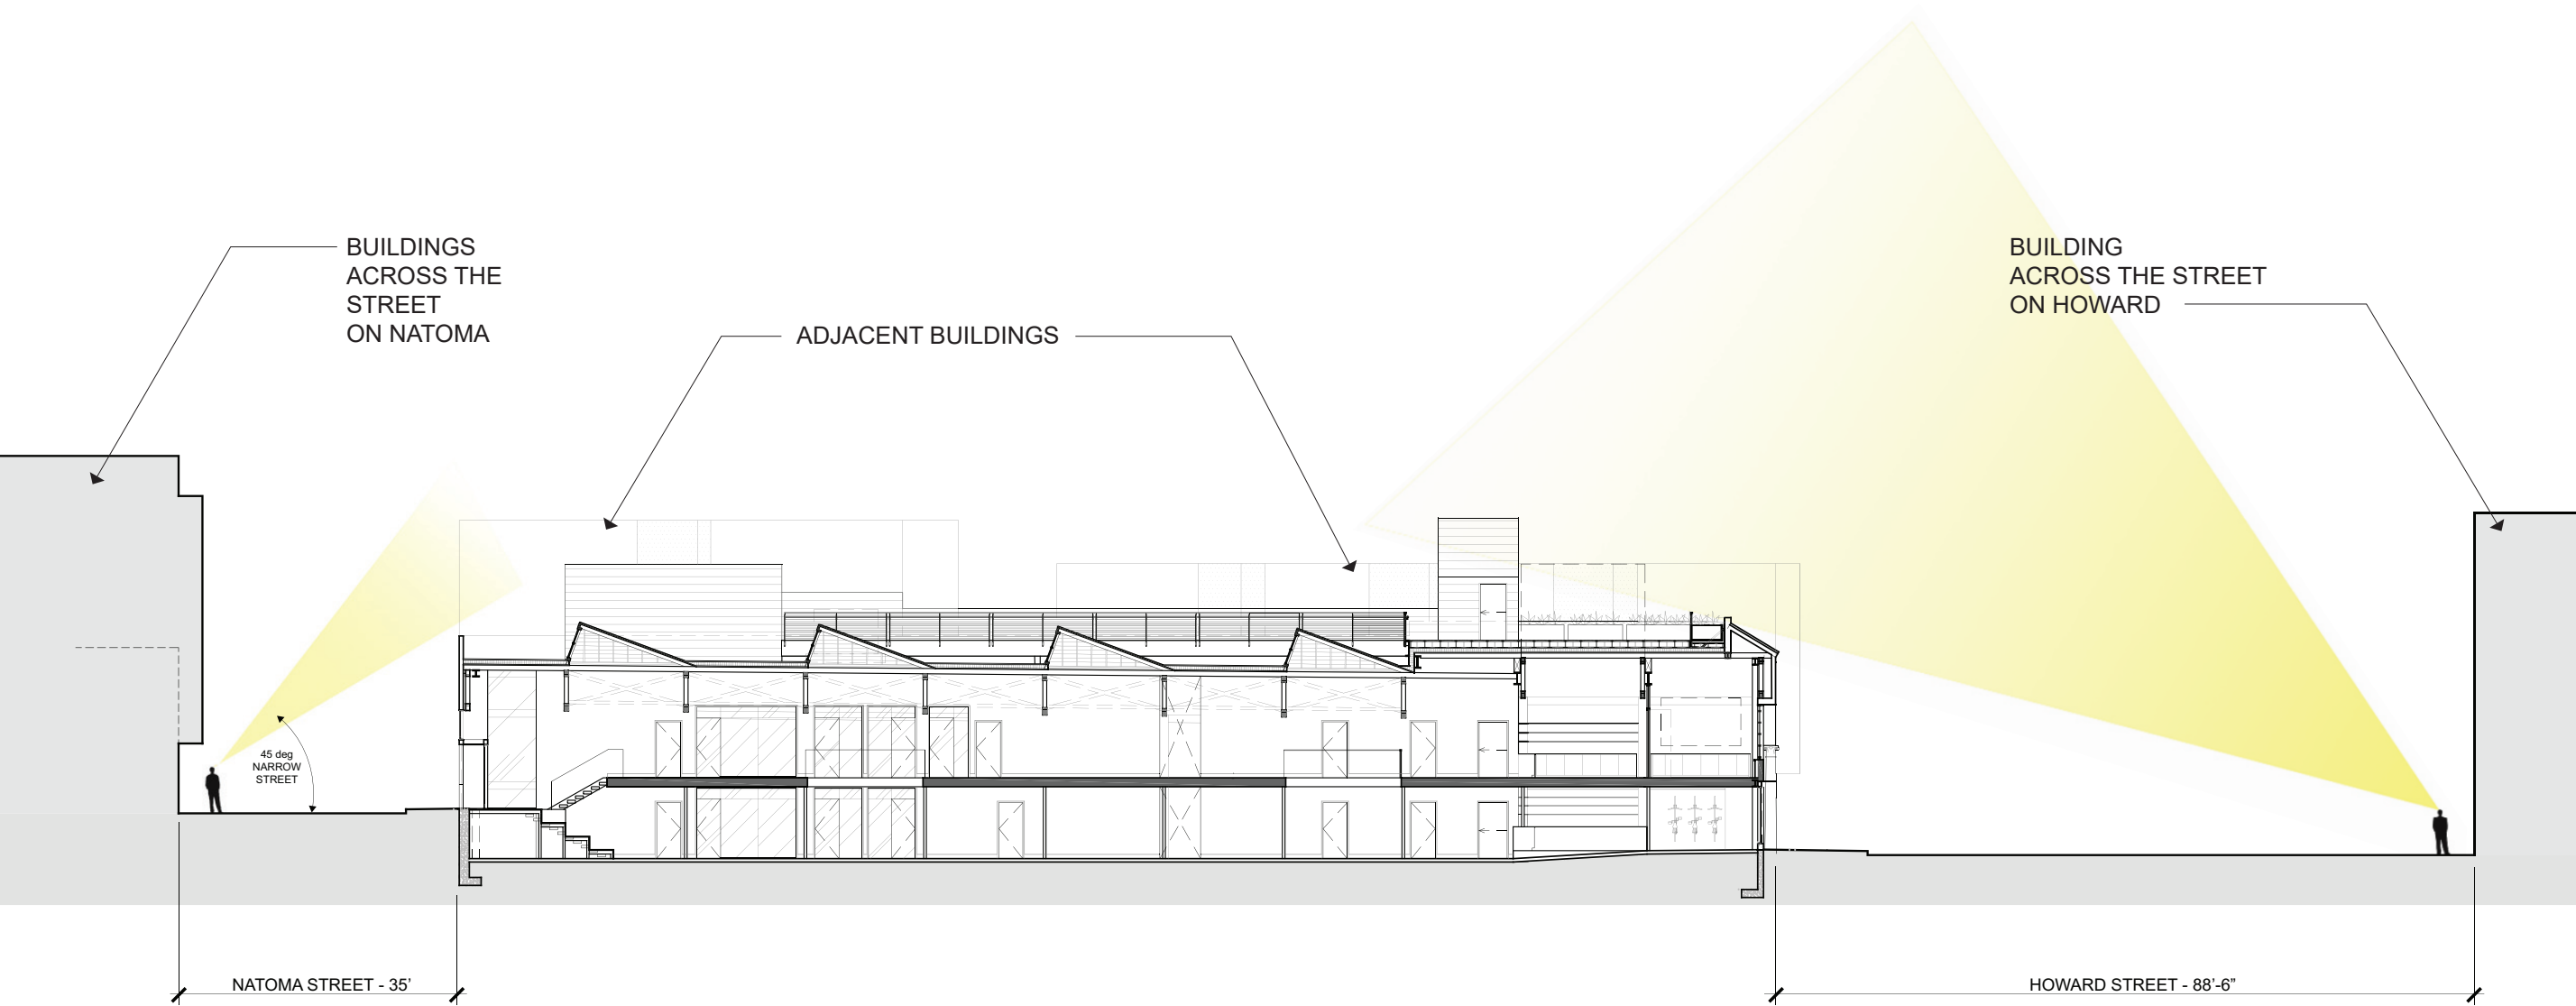 BUILDINGS
ACROSS THE
STREET
ON NATOMA
ADJACENT BUILDINGS
BUILDING
ACROSS THE STREET
ON HOWARD
45 deg
NARROW
STREET
NATOMA STREET - 35’
HOWARD STREET - 88’-6”